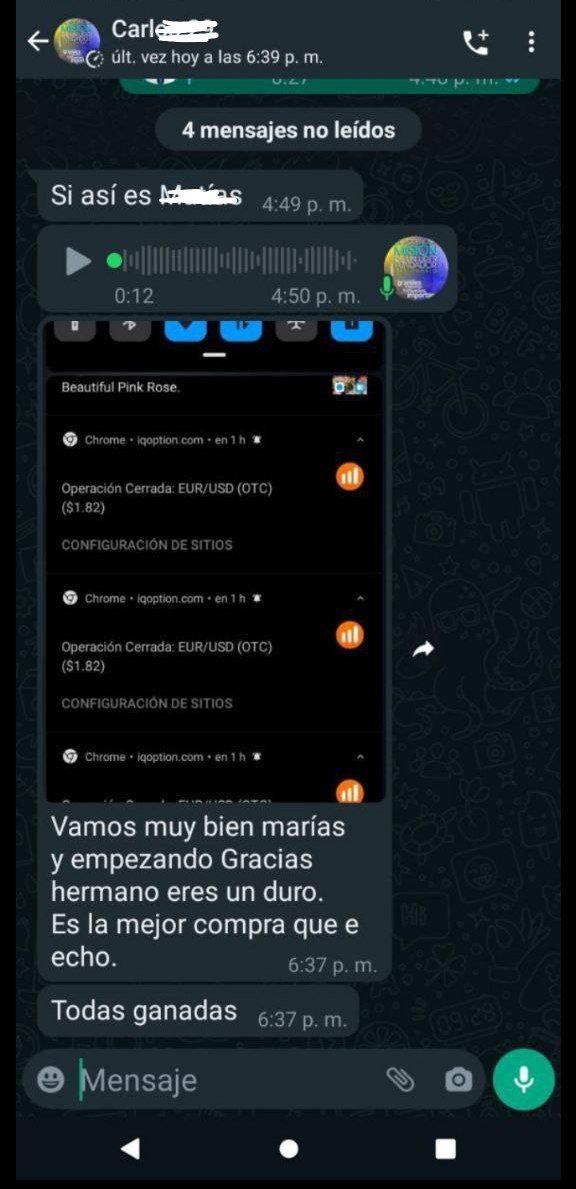 Carlo
últ. vez hoy a las 6:39 p. m.
4 mensajes no leídos
Si así es
4:49 p. m.
0:12
4:50 p. m.
Beautiful Pink Rose.
Chrome • iqoption.com • en 1 h
Operación Cerrada: EUR/USD (OTC)
($1.82)
CONFIGURACIÓN DE SITIOS
Chrome • iqoption.com • en 1 h
Operación Cerrada: EUR/USD (OTC)
($1.82)
CONFIGURACIÓN DE SITIOS
Chrome • iqoption.com • en 1 h
Vamos muy bien marías
y empezando Gracias
hermano eres un duro.
Es la mejor compra que e
echo.
6:37 p. m.
Todas ganadas
6:37 p. m.
Mensaje